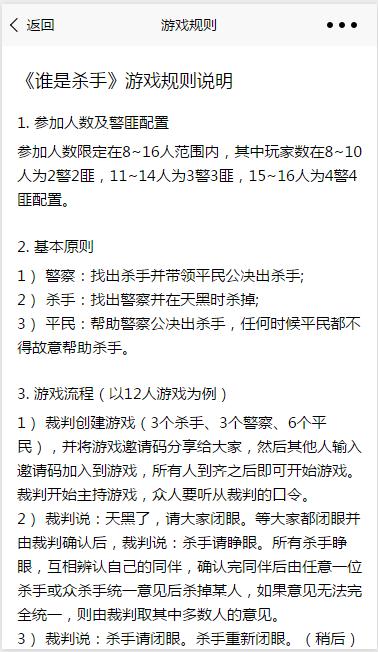 返回
游戏规则
《谁是杀手》游戏规则说明
1. 参加人数及警匪配置
参加人数限定在8~16人范围内，其中玩家数在8~10
人为2警2匪，11~14人为3警3匪，15~16人为4警4
匪配置。
2. 基本原则
1） 警察：找出杀手并带领平民公决出杀手;
2） 杀手：找出警察并在天黑时杀掉;
3） 平民：帮助警察公决出杀手，任何时候平民都不
得故意帮助杀手。
3. 游戏流程（以12人游戏为例）
1） 裁判创建游戏（3个杀手、3个警察、6个平
民），并将游戏邀请码分享给大家，然后其他人输入
邀请码加入到游戏，所有人到齐之后即可开始游戏。
裁判开始主持游戏，众人要听从裁判的口令。
2） 裁判说：天黑了，请大家闭眼。等大家都闭眼并
由裁判确认后，裁判说：杀手请睁眼。所有杀手睁
眼，互相辨认自己的同伴，确认完同伴后由任意一位
杀手或众杀手统一意见后杀掉某人，如果意见无法完
全统一，则由裁判取其中多数人的意见。
3） 裁判说：杀手请闭眼。杀手重新闭眼。（稍后）